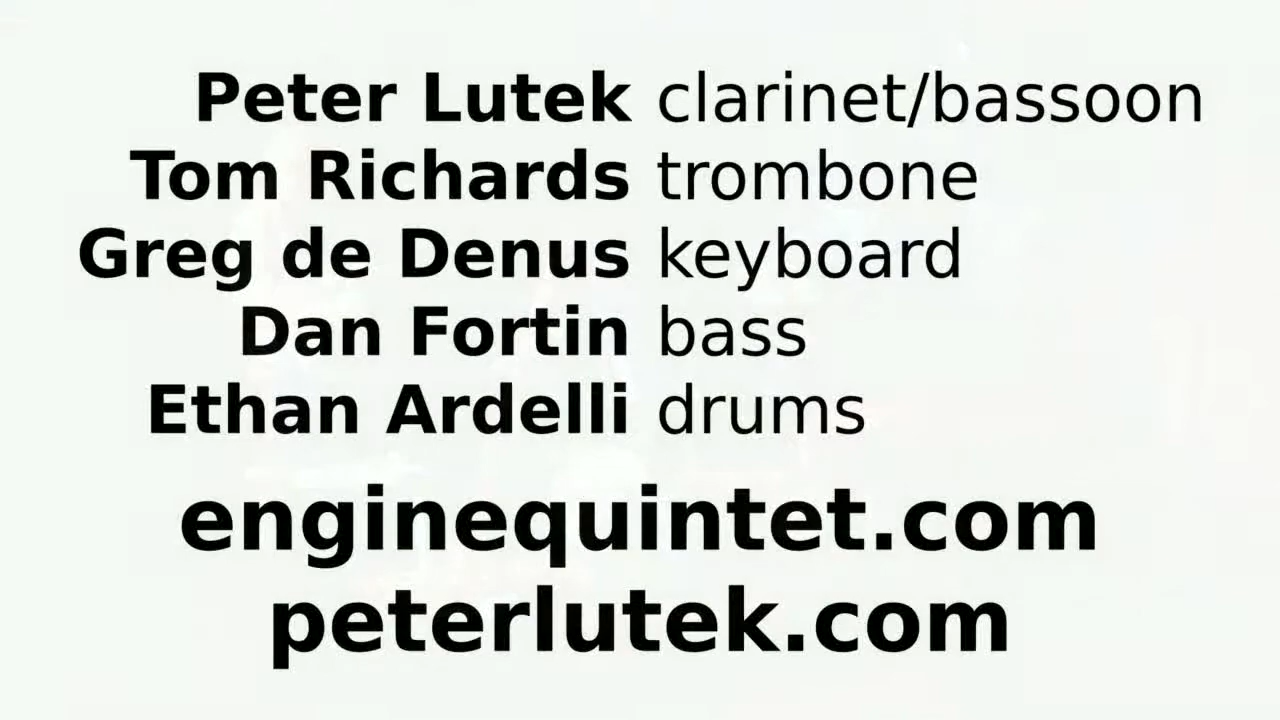 Peter Lutek clarinet/bassoon
Tom Richards trombone
Greg de Denus keyboard
Dan Fortin bass
Ethan Ardelli drums
enginequintet.com
peterlutek.com